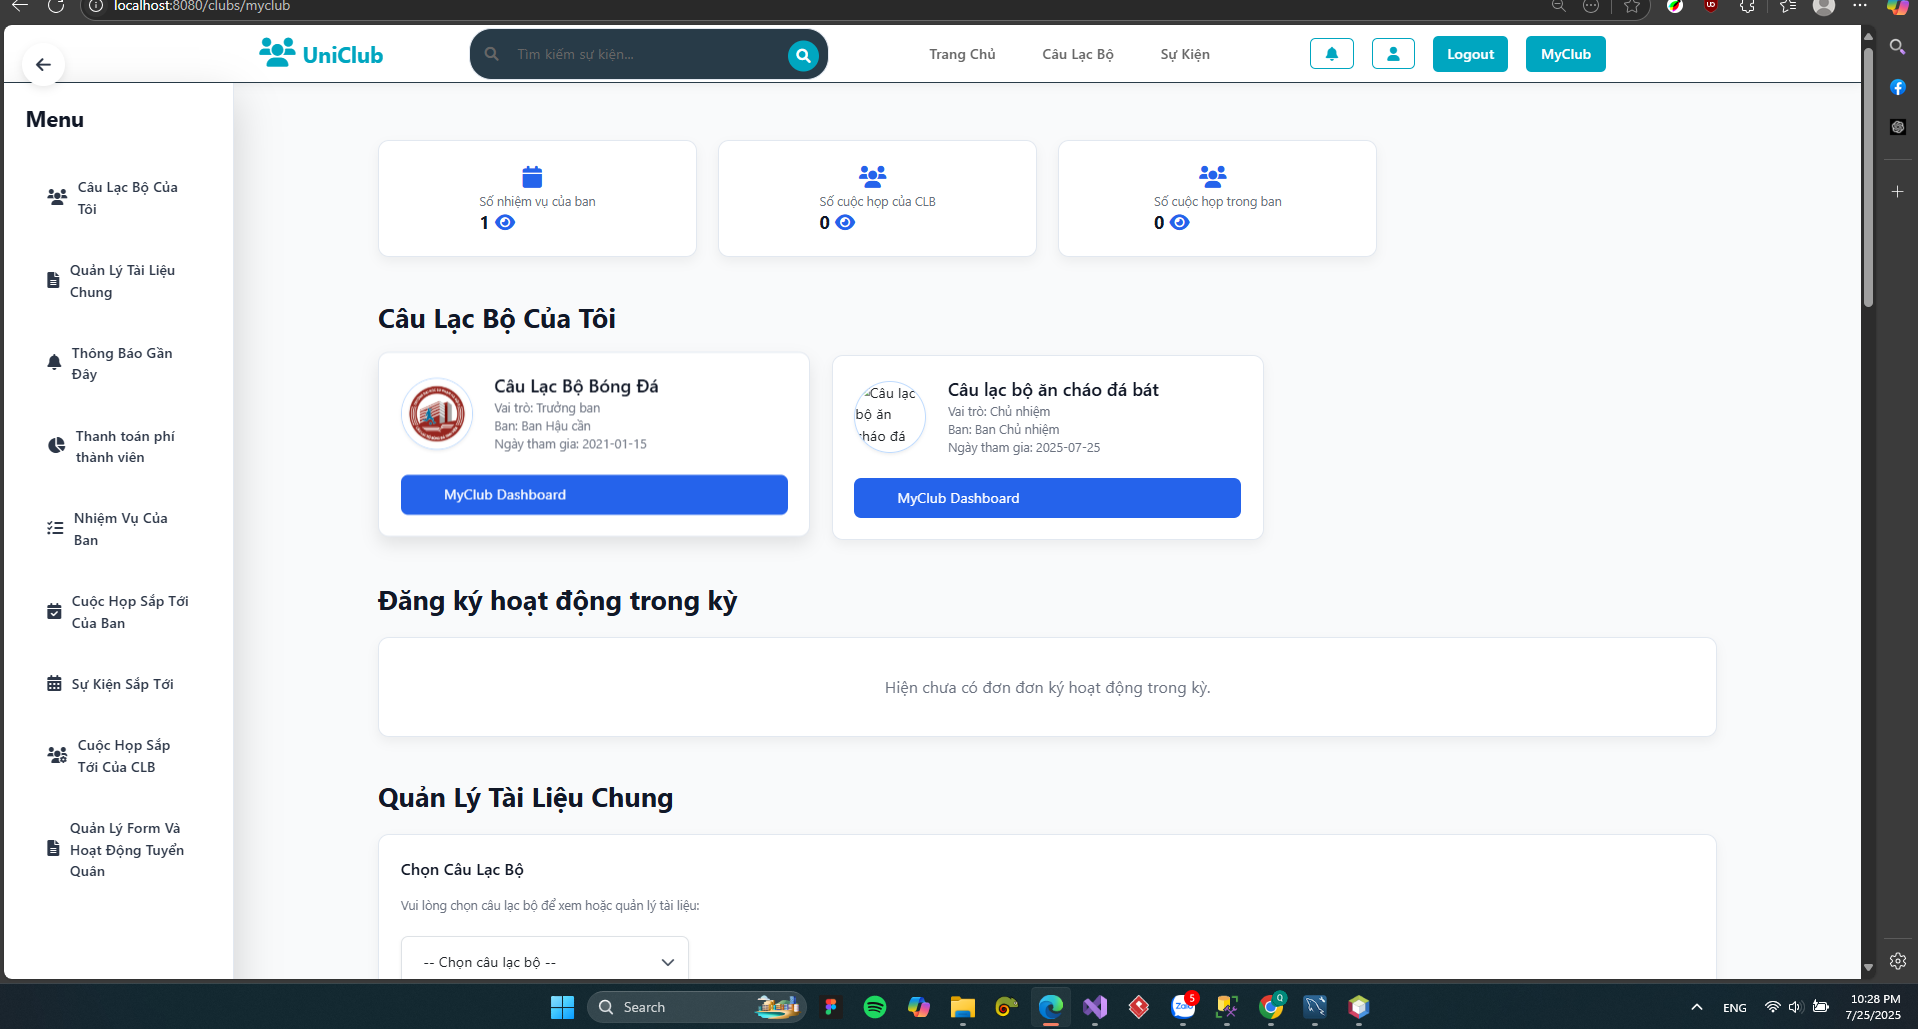 localhost:8080/clubs/myclub
UniClub
Tìm kiếm sự kiện...
Trang Chủ
Câu Lạc Bộ
Sự Kiện
Logout
MyClub
Menu
Câu Lạc Bộ Của
Tôi
Quản Lý Tài Liệu
Chung
Thông Báo Gần
Đây
Thanh toán phí
thành viên
Nhiệm Vụ Của
Ban
Cuộc Họp Sắp Tới
Của Ban
Sự Kiện Sắp Tới
Cuộc Họp Sắp
Tới Của CLB
Quản Lý Form Và
Hoạt Động Tuyển
Quân
Số nhiệm vụ của ban
1
Số cuộc họp của CLB
0
Số cuộc họp trong ban
0
Câu Lạc Bộ Của Tôi
Câu Lạc Bộ Bóng Đá
Vai trò: Trưởng ban
Ban: Ban Hậu cần
Ngày tham gia: 2021-01-15
MyClub Dashboard
Câu lạc
bộ ăn
cháo đá
Câu lạc bộ ăn cháo đá bát
Vai trò: Chủ nhiệm
Ban: Ban Chủ nhiệm
Ngày tham gia: 2025-07-25
MyClub Dashboard
Đăng ký hoạt động trong kỳ
Hiện chưa có đơn đơn ký hoạt động trong kỳ.
Quản Lý Tài Liệu Chung
Chọn Câu Lạc Bộ
Vui lòng chọn câu lạc bộ để xem hoặc quản lý tài liệu:
-- Chọn câu lạc bộ --
Search
Zalo
5
Q
ENG
10:28 PM
7/25/2025